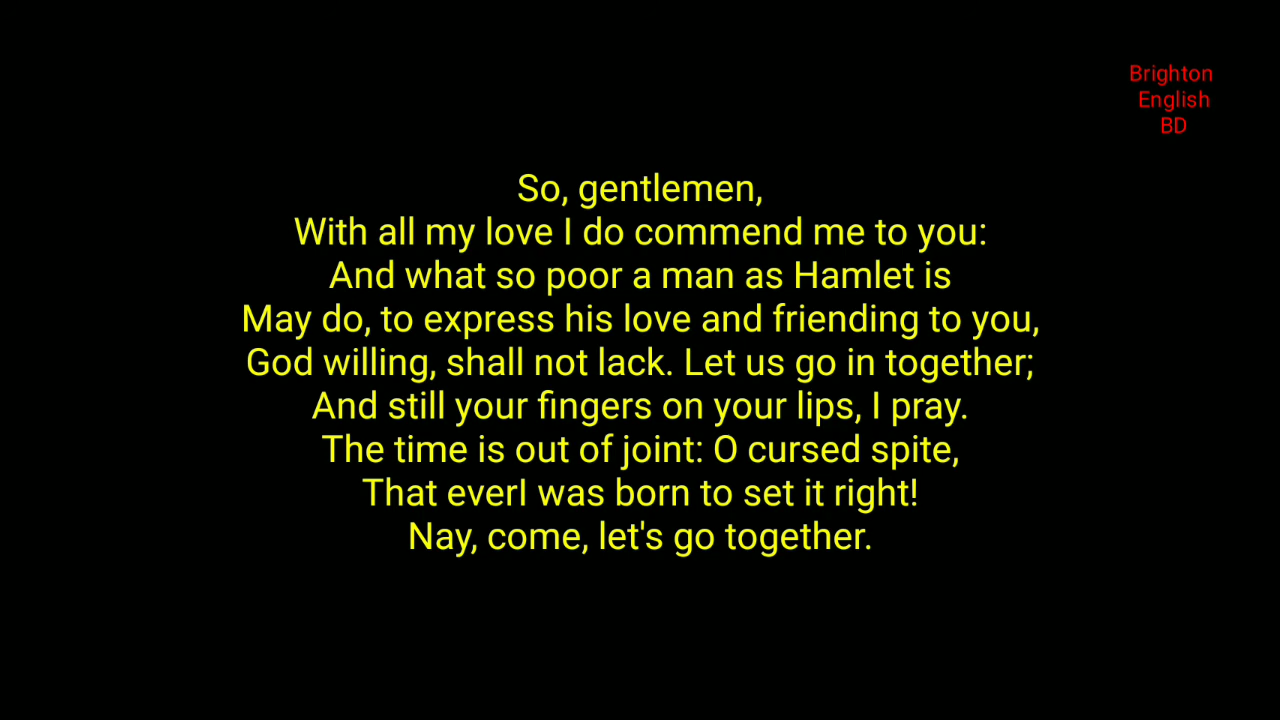 Brighton
English
BD
So, gentlemen,
With all my love I do commend me to you:
And what so poor a man as Hamlet is
May do, to express his love and friending to you,
God willing, shall not lack. Let us go in together;
And still your fingers on your lips, I pray.
The time is out of joint: O cursed spite,
That everI was born to set it right!
Nay, come, let's go together.